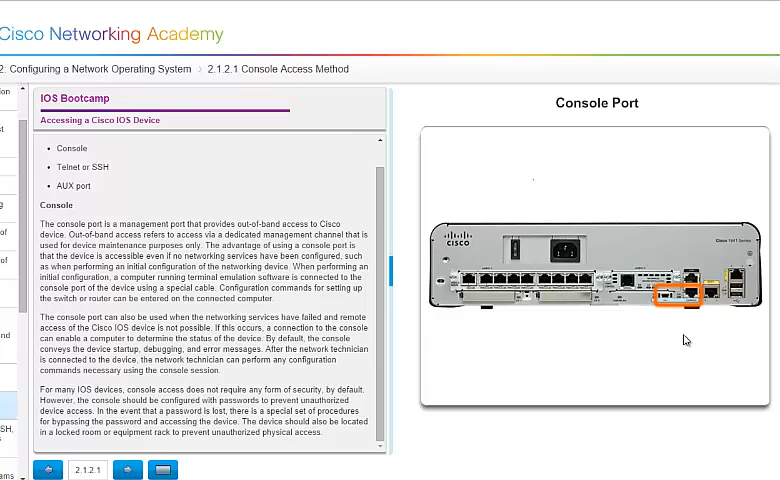 Cisco Networking Academy
2: Configuring a Network Operating System › 2.1.2.1 Console Access Method
IOS Bootcamp
Accessing a Cisco IOS Device
Console Port
• Console
• Telnet or SSH
• AUX port
Console
The console port is a management port that provides out-of-band access to Cisco
device. Out-of-band access refers to access via a dedicated management channel that is
used for device maintenance purposes only. The advantage of using a console port is
that the device is accessible even if no networking services have been configured, such
as when performing an initial configuration of the networking device. When performing an
initial configuration, a computer running terminal emulation software is connected to the
console port of the device using a special cable. Configuration commands for setting up
the switch or router can be entered on the connected computer.
The console port can also be used when the networking services have failed and remote
access of the Cisco IOS device is not possible. If this occurs, a connection to the console
can enable a computer to determine the status of the device. By default, the console
conveys the device startup, debugging, and error messages. After the network technician
is connected to the device, the network technician can perform any configuration
commands necessary using the console session.
For many IOS devices, console access does not require any form of security, by default.
However, the console should be configured with passwords to prevent unauthorized
device access. In the event that a password is lost, there is a special set of procedures
for bypassing the password and accessing the device. The device should also be located
in a locked room or equipment rack to prevent unauthorized physical access.
CISCO
2.1.2.1
of
of
nd
SH,
ams